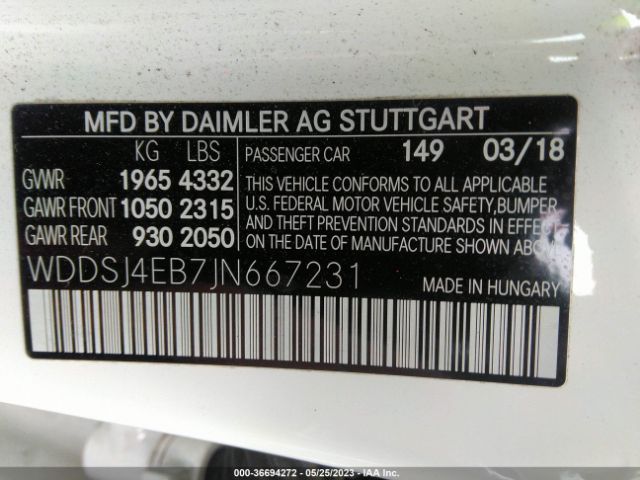 MFD BY DAIMLER AG STUTTGART
KG LBS
GVWR 1965 4332
GAWR FRONT 1050 2315
GAWR REAR 930 2050
PASSENGER CAR 149 03/18
THIS VEHICLE CONFORMS TO ALL APPLICABLE
U.S. FEDERAL MOTOR VEHICLE SAFETY,BUMPER
AND THEFT PREVENTION STANDARDS IN EFFECT
ON THE DATE OF MANUFACTURE SHOWN ABOVE.
WDDSJ4EB7JN667231
MADE IN HUNGARY
000-36694272 - 05/25/2023 - IAA Inc.